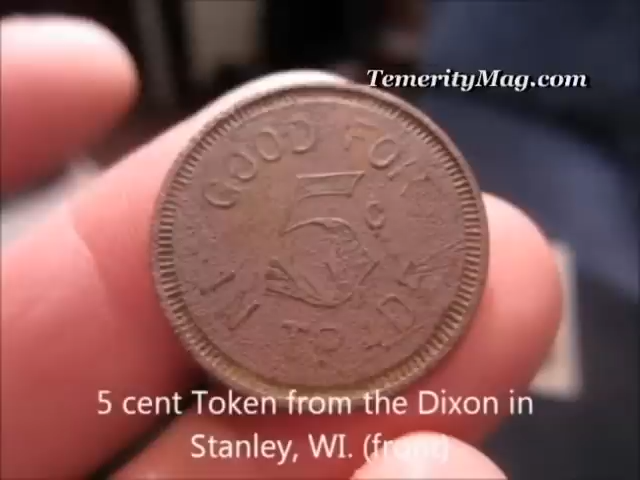 TemerityMag.com
GOOD FOR
5¢
IN TRADE
5 cent Token from the Dixon in
Stanley, WI. (front)